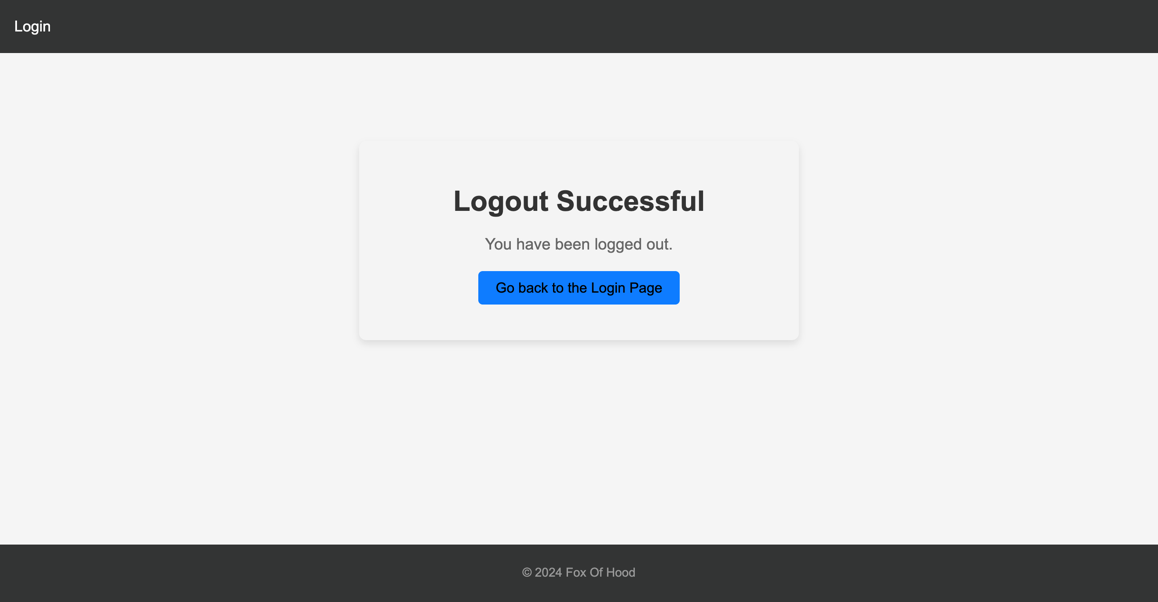 Login
Logout Successful
You have been logged out.
Go back to the Login Page
© 2024 Fox Of Hood